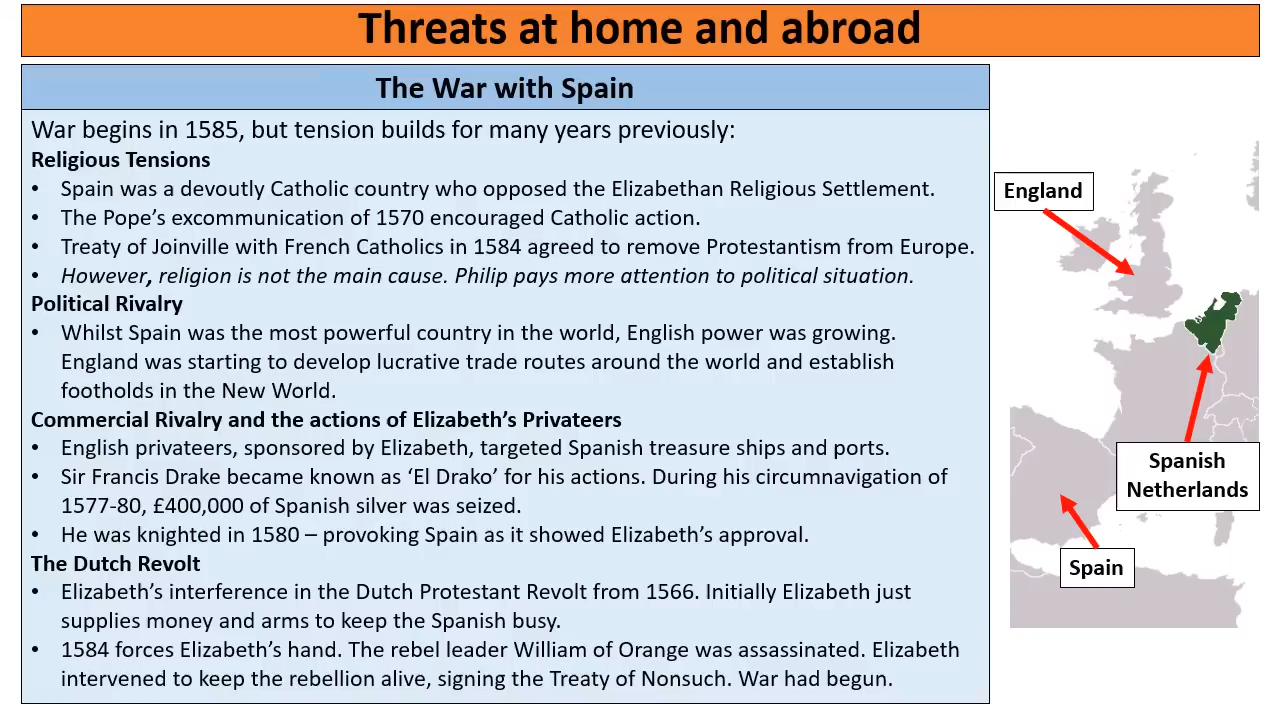 Threats at home and abroad
The War with Spain
War begins in 1585, but tension builds for many years previously:
Religious Tensions
• Spain was a devoutly Catholic country who opposed the Elizabethan Religious Settlement.
• The Pope’s excommunication of 1570 encouraged Catholic action.
• Treaty of Joinville with French Catholics in 1584 agreed to remove Protestantism from Europe.
• However, religion is not the main cause. Philip pays more attention to political situation.
Political Rivalry
• Whilst Spain was the most powerful country in the world, English power was growing.
England was starting to develop lucrative trade routes around the world and establish
footholds in the New World.
Commercial Rivalry and the actions of Elizabeth’s Privateers
• English privateers, sponsored by Elizabeth, targeted Spanish treasure ships and ports.
• Sir Francis Drake became known as ‘El Drako’ for his actions. During his circumnavigation of
1577-80, £400,000 of Spanish silver was seized.
• He was knighted in 1580 – provoking Spain as it showed Elizabeth’s approval.
The Dutch Revolt
• Elizabeth’s interference in the Dutch Protestant Revolt from 1566. Initially Elizabeth just
supplies money and arms to keep the Spanish busy.
• 1584 forces Elizabeth’s hand. The rebel leader William of Orange was assassinated. Elizabeth
intervened to keep the rebellion alive, signing the Treaty of Nonsuch. War had begun.
England
Spanish
Netherlands
Spain